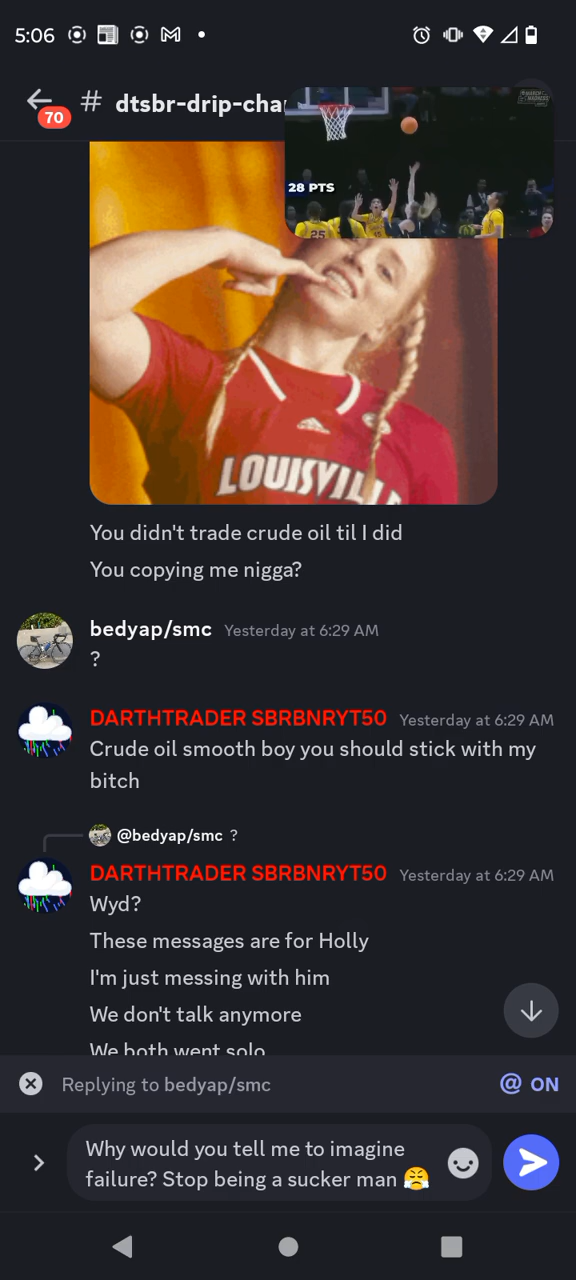 5:06
70
# dtsbr-drip-cha
28 PTS
25
LOUISVILL
You didn't trade crude oil til I did
You copying me nigga?
bedyap/smc Yesterday at 6:29 AM
?
DARTHTRADER SBRBNRYT50 Yesterday at 6:29 AM
Crude oil smooth boy you should stick with my
bitch
@bedyap/smc ?
DARTHTRADER SBRBNRYT50 Yesterday at 6:29 AM
Wyd?
These messages are for Holly
I'm just messing with him
We don't talk anymore
We both went solo
Replying to bedyap/smc @ ON
Why would you tell me to imagine
failure? Stop being a sucker man 😤